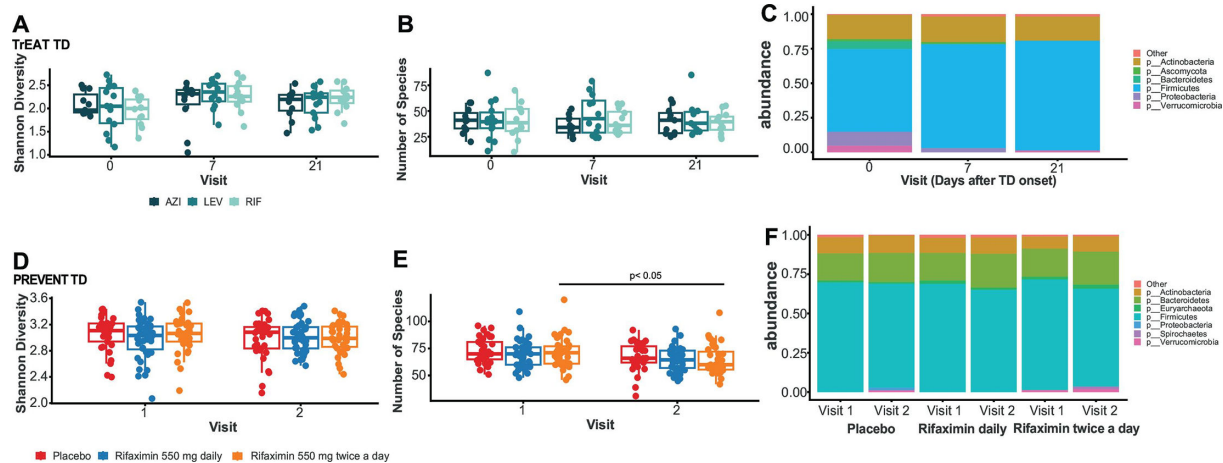 A
TrEAT TD
Shannon Diversity
2.5
2.0
1.5
1.0
0
7
21
Visit
AZI
LEV
RIF
B
Number of Species
75
50
25
0
7
21
Visit
C
abundance
1.00
0.75
0.50
0.25
0.00
0
7
21
Visit (Days after TD onset)
Other
p__Actinobacteria
p__Ascomycota
p__Bacteroidetes
p__Firmicutes
p__Proteobacteria
p__Verrucomicrobia
D
PREVENT TD
Shannon Diversity
3.6
3.2
2.8
2.4
2.0
1
2
Visit
Placebo
Rifaximin 550 mg daily
Rifaximin 550 mg twice a day
E
p< 0.05
Number of Species
100
75
50
1
2
Visit
F
abundance
1.00
0.75
0.50
0.25
0.00
Visit 1 Visit 2 Visit 1 Visit 2 Visit 1 Visit 2
Placebo Rifaximin daily Rifaximin twice a day
Other
p__Actinobacteria
p__Bacteroidetes
p__Euryarchaeota
p__Firmicutes
p__Proteobacteria
p__Spirochaetes
p__Verrucomicrobia